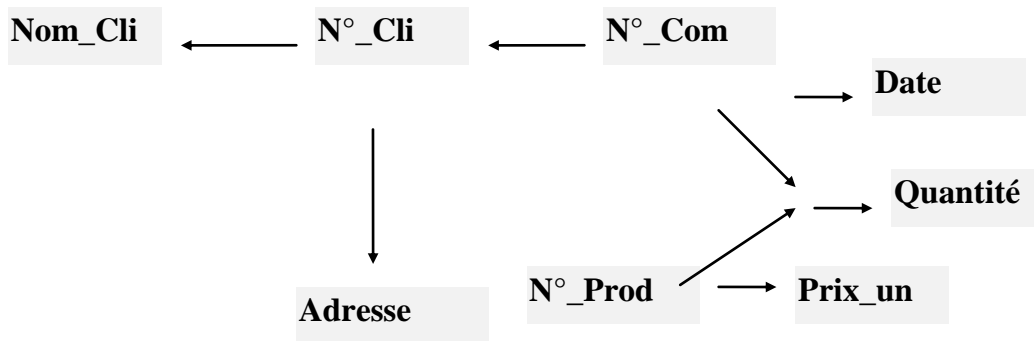 Nom_Cli
N°_Cli
N°_Com
Date
Quantité
N°_Prod
Prix_un
Adresse